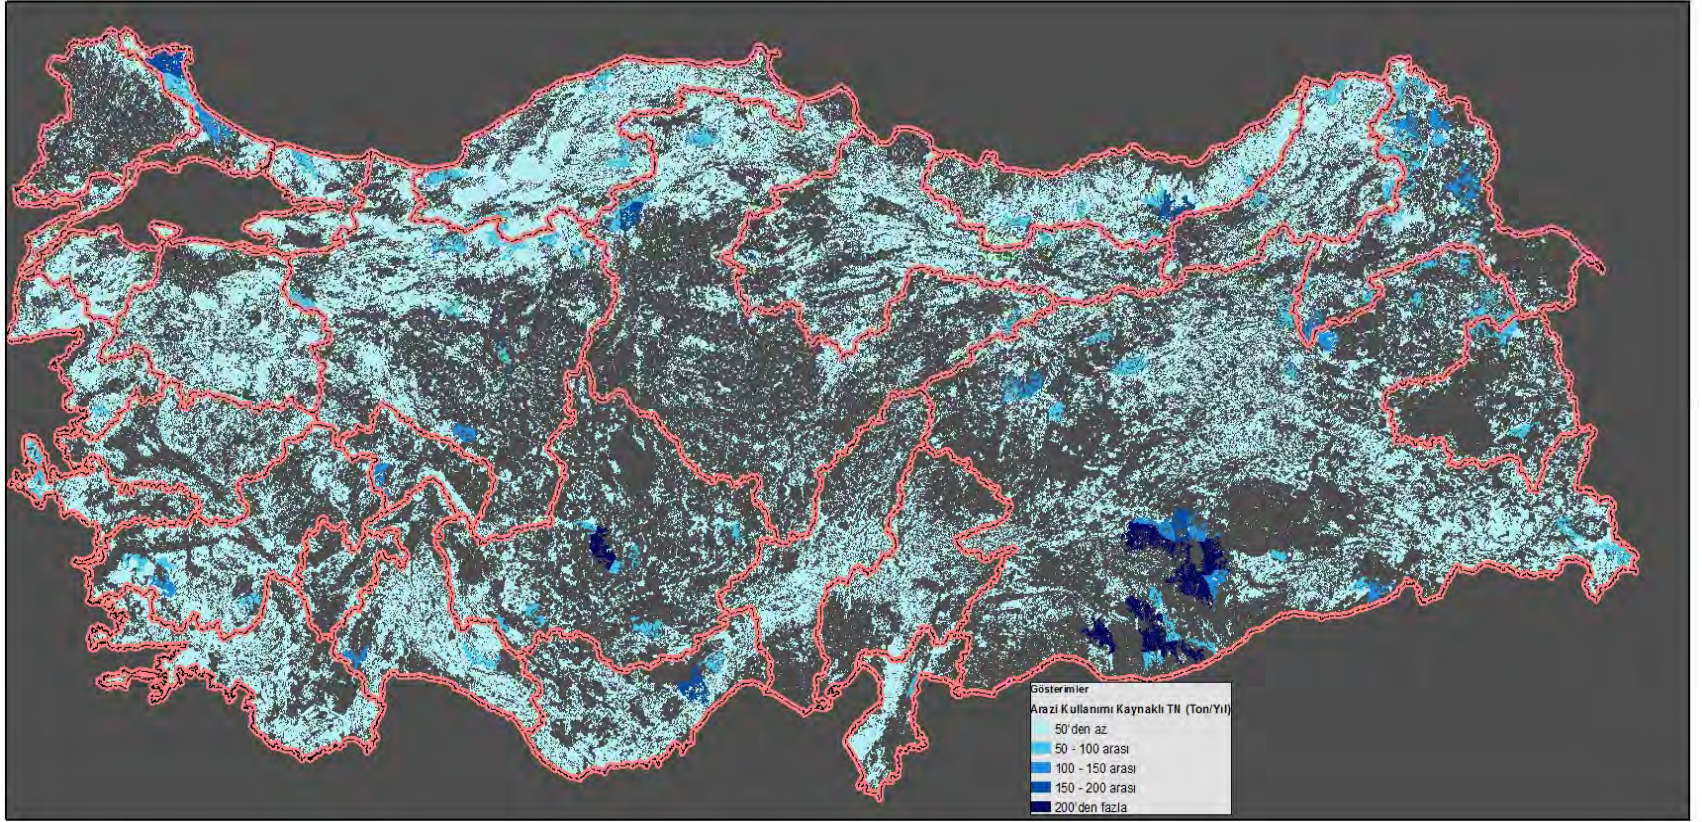 Gösterimler
Arazi Kullanımı Kaynaklı TN (Ton/Yıl)
50'den az
50 - 100 arası
100 - 150 arası
150 - 200 arası
200'den fazla